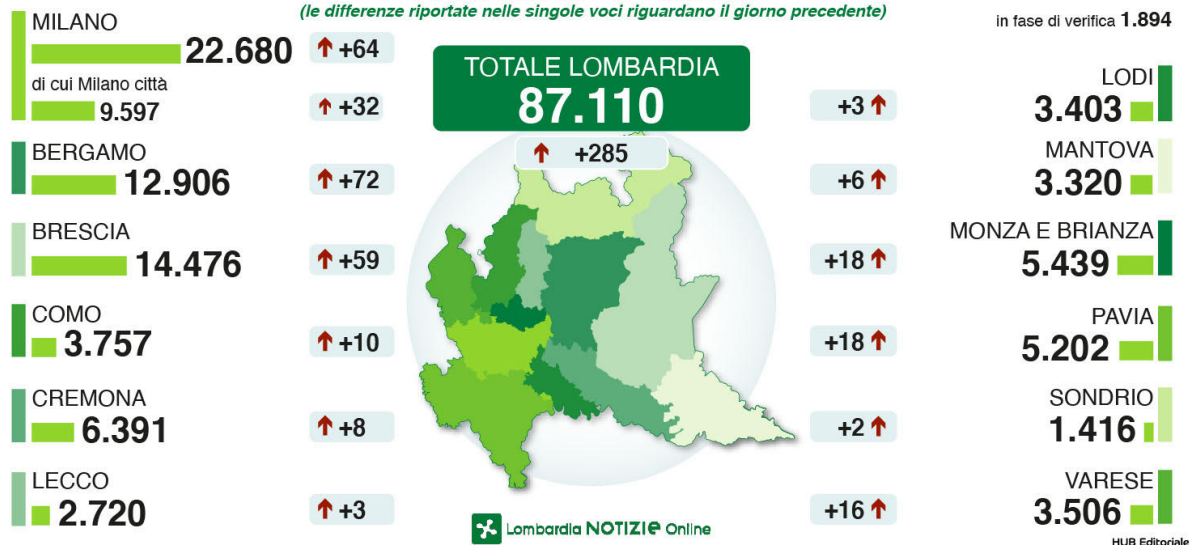 (le differenze riportate nelle singole voci riguardano il giorno precedente)
in fase di verifica 1.894
MILANO
22.680
+64
di cui Milano città
9.597
+32
BERGAMO
12.906
+72
BRESCIA
14.476
+59
COMO
3.757
+10
CREMONA
6.391
+8
LECCO
2.720
+3
TOTALE LOMBARDIA
87.110
+285
LODI
+3
3.403
MANTOVA
+6
3.320
MONZA E BRIANZA
+18
5.439
PAVIA
+18
5.202
SONDRIO
+2
1.416
VARESE
+16
3.506
Lombardia NOTIZIE Online
HUB Editoriale